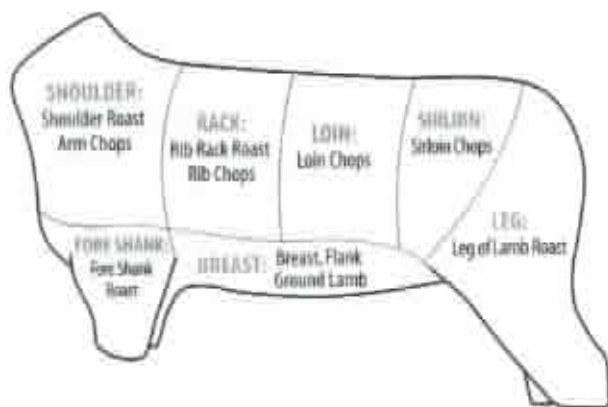 SHOULDER:
Shoulder Roast
Arm Chops
RACK:
Rib Rack Roast
Rib Chops
LOIN:
Loin Chops
SIRLOIN:
Sirloin Chops
LEG:
Leg of Lamb Roast
FORE SHANK:
Fore Shank
Roast
BREAST: Breast, Flank
Ground Lamb